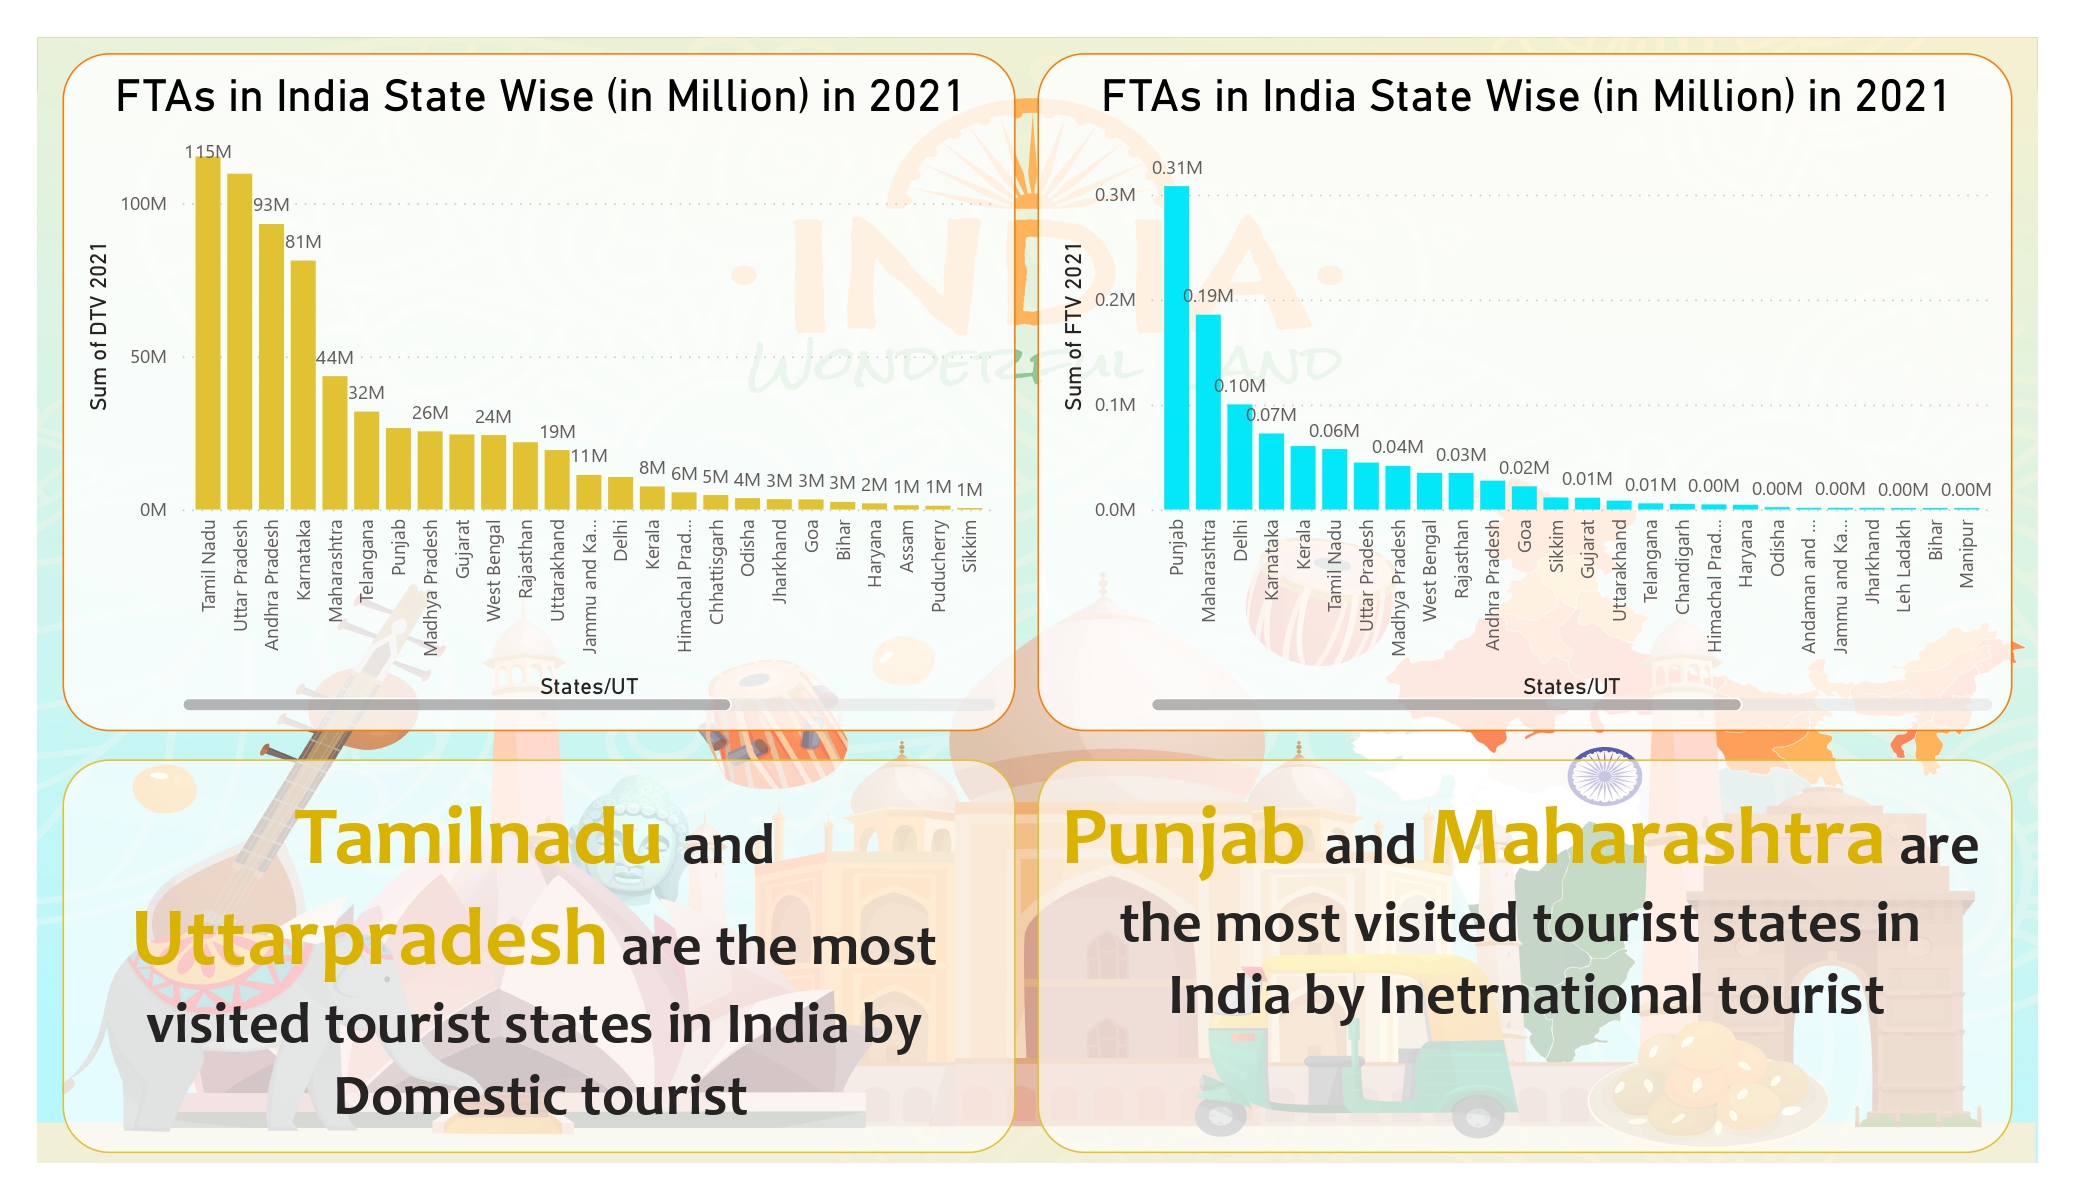 FTAs in India State Wise (in Million) in 2021
115M
93M
81M
44M
32M
26M
24M
19M
11M
8M
6M
5M
4M
3M
3M
3M
2M
1M
1M
1M
100M
50M
0M
Sum of DTV 2021
Tamil Nadu
Uttar Pradesh
Andhra Pradesh
Karnataka
Maharashtra
Telangana
Punjab
Madhya Pradesh
Gujarat
West Bengal
Rajasthan
Uttarakhand
Jammu and Ka...
Delhi
Kerala
Himachal Prad...
Chhattisgarh
Odisha
Jharkhand
Goa
Bihar
Haryana
Assam
Puducherry
Sikkim
States/UT
FTAs in India State Wise (in Million) in 2021
0.31M
0.19M
0.10M
0.07M
0.06M
0.04M
0.03M
0.02M
0.01M
0.01M
0.00M
0.00M
0.00M
0.00M
0.00M
0.3M
0.2M
0.1M
0.0M
Sum of FTV 2021
Punjab
Maharashtra
Delhi
Karnataka
Kerala
Tamil Nadu
Uttar Pradesh
Madhya Pradesh
West Bengal
Rajasthan
Andhra Pradesh
Goa
Sikkim
Gujarat
Uttarakhand
Telangana
Chandigarh
Himachal Prad...
Haryana
Odisha
Andaman and ...
Jammu and Ka...
Jharkhand
Leh Ladakh
Bihar
Manipur
States/UT
INDIA
WONDERFUL LAND
Tamilnadu and
Uttarpradesh are the most
visited tourist states in India by
Domestic tourist
Punjab and Maharashtra are
the most visited tourist states in
India by Inetrnational tourist